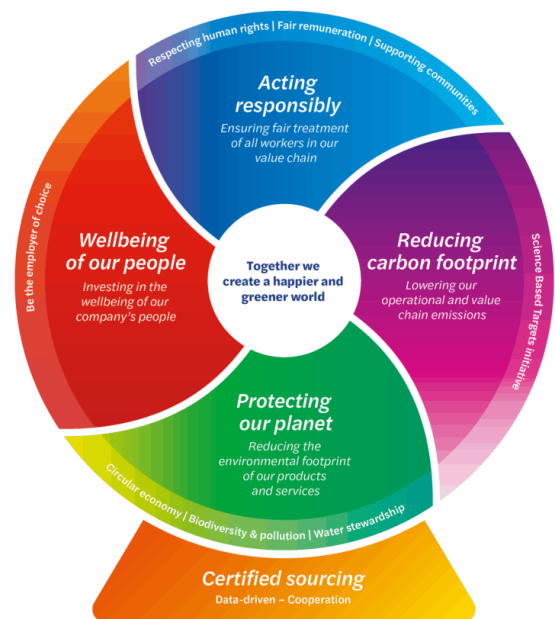 Respecting human rights | Fair remuneration | Supporting communities
Acting
responsibly
Ensuring fair treatment
of all workers in our
value chain
Be the employer of choice
Wellbeing
of our people
Investing in the
wellbeing of our
company's people
Together we
create a happier and
greener world
Reducing
carbon footprint
Lowering our
operational and value
chain emissions
Science Based Targets initiative
Protecting
our planet
Reducing the
environmental footprint
of our products
and services
Circular economy | Biodiversity & pollution | Water stewardship
Certified sourcing
Data-driven – Cooperation